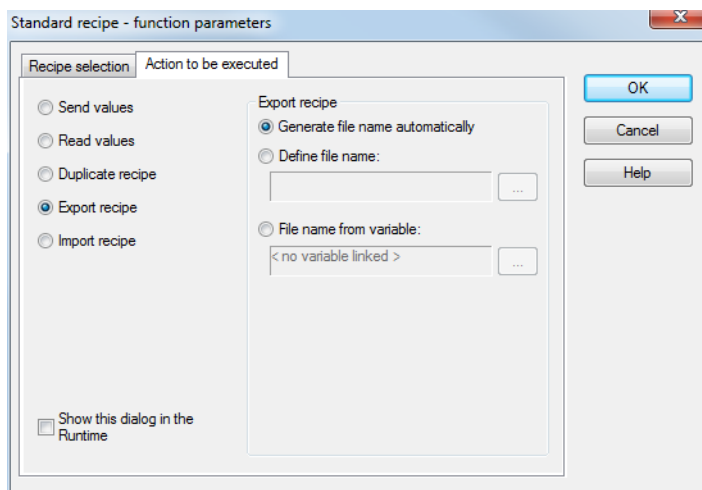 Standard recipe - function parameters
Recipe selection
Action to be executed
Send values
Read values
Duplicate recipe
Export recipe
Import recipe
Show this dialog in the
Runtime
Export recipe
Generate file name automatically
Define file name:
...
File name from variable:
< no variable linked >
...
OK
Cancel
Help